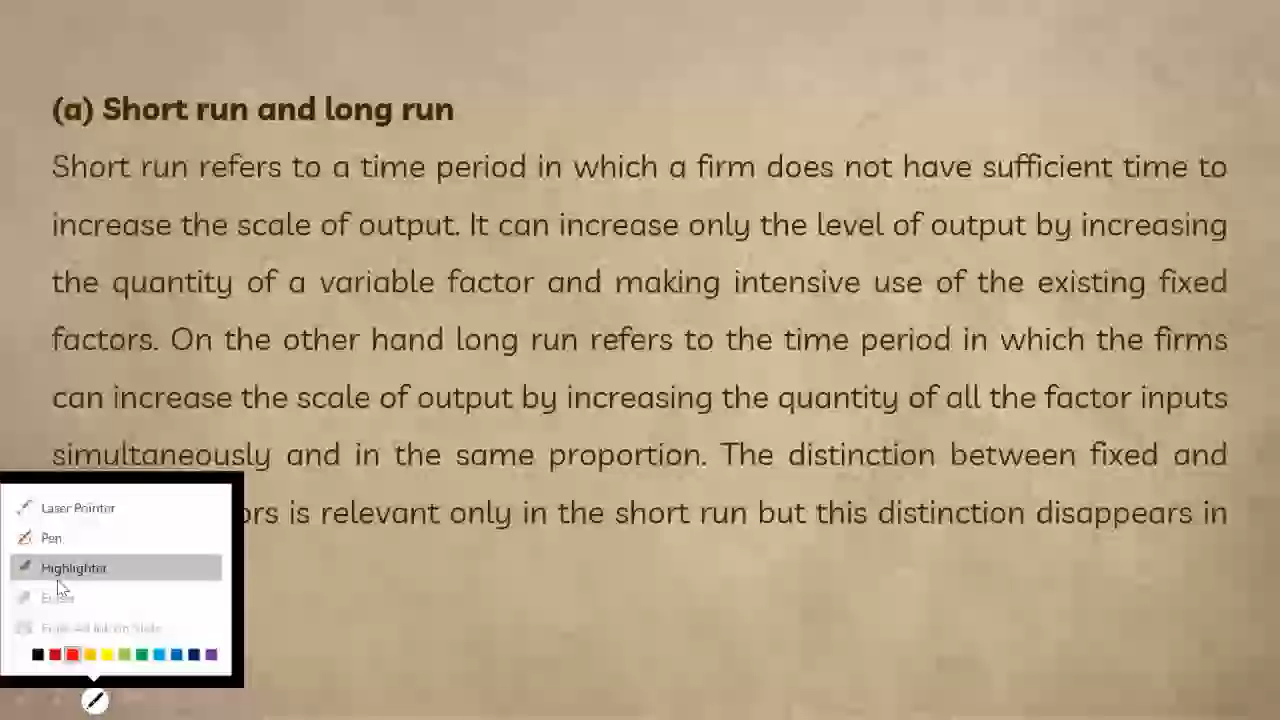 (a) Short run and long run
Short run refers to a time period in which a firm does not have sufficient time to
increase the scale of output. It can increase only the level of output by increasing
the quantity of a variable factor and making intensive use of the existing fixed
factors. On the other hand long run refers to the time period in which the firms
can increase the scale of output by increasing the quantity of all the factor inputs
simultaneously and in the same proportion. The distinction between fixed and
ors is relevant only in the short run but this distinction disappears in
Laser Pointer
Pen
Highlighter